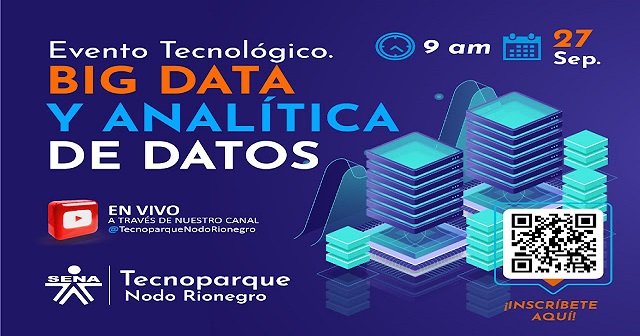 Evento Tecnológico.
BIG DATA
Y ANALÍTICA
DE DATOS
9 am
27
Sep.
EN VIVO
A TRAVÉS DE NUESTRO CANAL
@TecnoparqueNodoRionegro
SENA
Tecnoparque
Nodo Rionegro
¡INSCRÍBETE
AQUÍ!